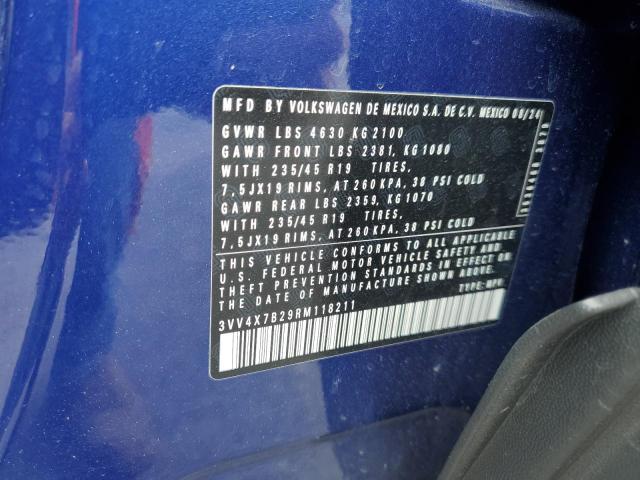 MFD BY VOLKSWAGEN DE MEXICO S.A. DE C.V. MEXICO 08/24
GVWR LBS 4630 KG 2100
GAWR FRONT LBS 2381, KG 1080
WITH 235/45 R19 TIRES,
7,5JX19 RIMS, AT 260 KPA, 38 PSI COLD
GAWR REAR LBS 2359, KG 1070
WITH 235/45 R19 TIRES,
7,5JX19 RIMS, AT 260 KPA, 38 PSI COLD
THIS VEHICLE CONFORMS TO ALL APPLICABLE
U.S. FEDERAL MOTOR VEHICLE SAFETY AND
THEFT PREVENTION STANDARDS IN EFFECT ON
THE DATE OF MANUFACTURE SHOWN ABOVE.
3VV4X7B29RM118211 TYPE: MPV